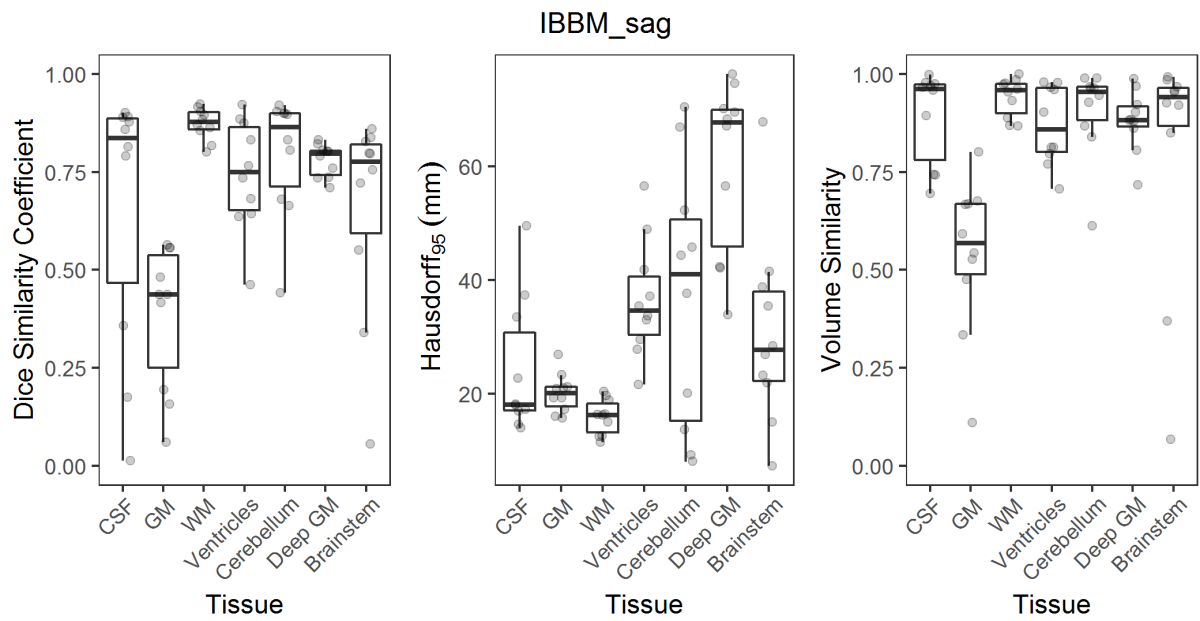 IBBM_sag
Dice Similarity Coefficient
1.00
0.75
0.50
0.25
0.00
CSF
GM
WM
Ventricles
Cerebellum
Deep GM
Brainstem
Tissue
Hausdorff95 (mm)
60
40
20
CSF
GM
WM
Ventricles
Cerebellum
Deep GM
Brainstem
Tissue
Volume Similarity
1.00
0.75
0.50
0.25
0.00
CSF
GM
WM
Ventricles
Cerebellum
Deep GM
Brainstem
Tissue